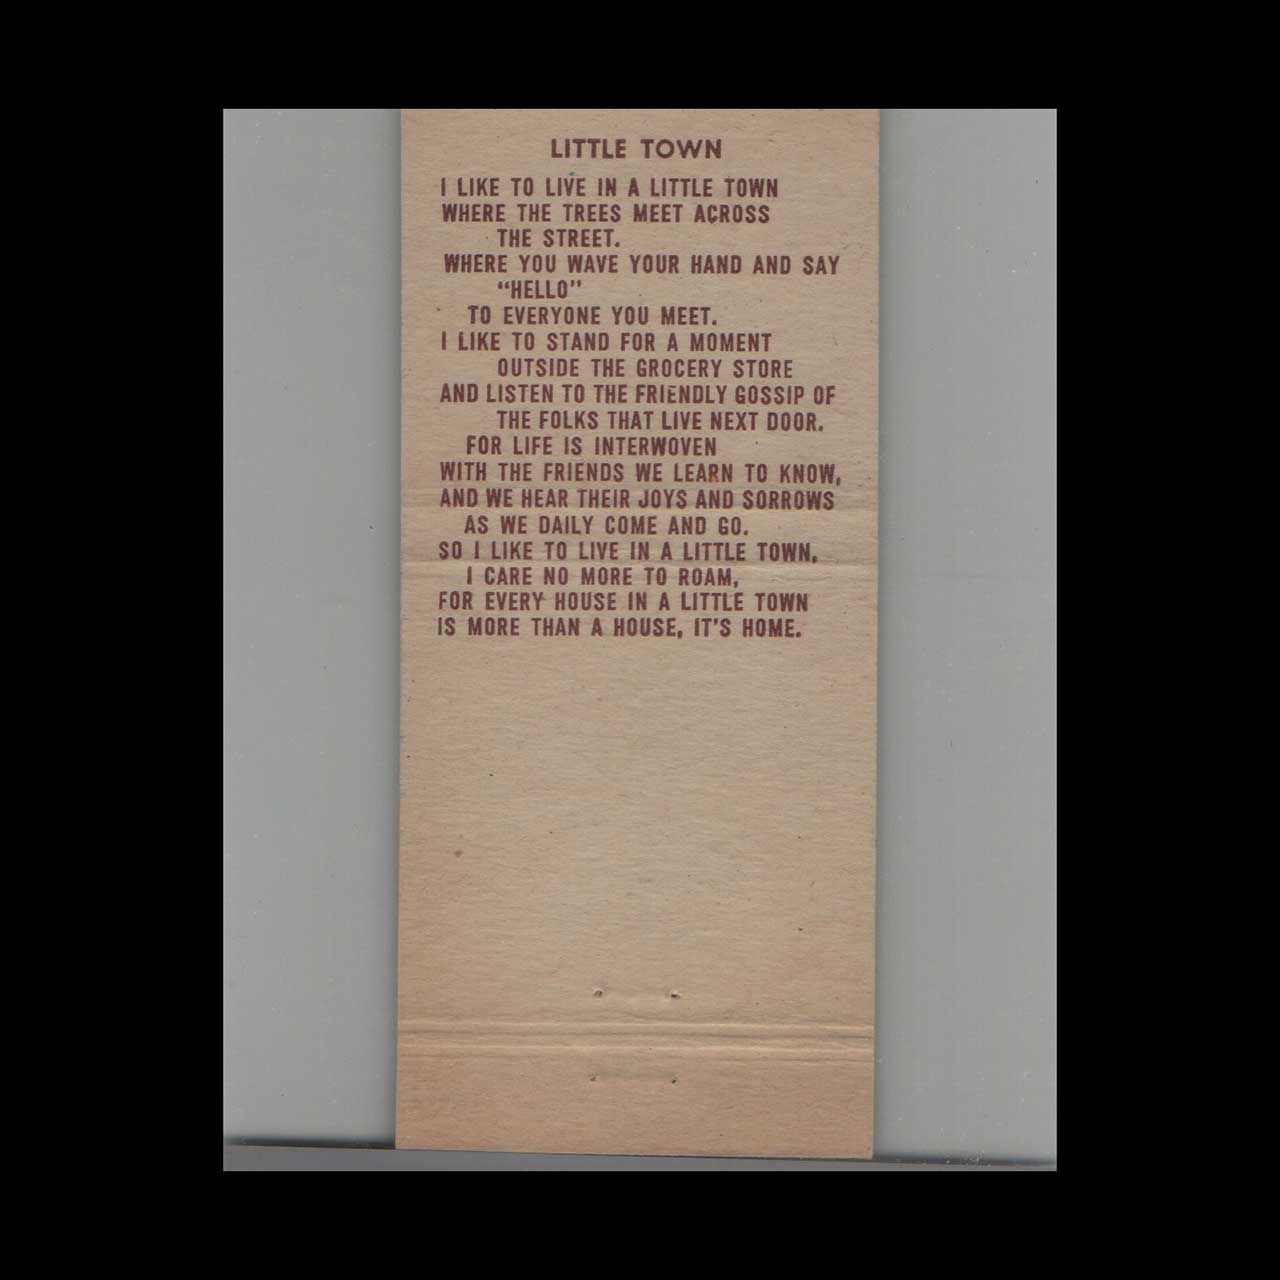 LITTLE TOWN
I LIKE TO LIVE IN A LITTLE TOWN
WHERE THE TREES MEET ACROSS
THE STREET.
WHERE YOU WAVE YOUR HAND AND SAY
“HELLO”
TO EVERYONE YOU MEET.
I LIKE TO STAND FOR A MOMENT
OUTSIDE THE GROCERY STORE
AND LISTEN TO THE FRIENDLY GOSSIP OF
THE FOLKS THAT LIVE NEXT DOOR.
FOR LIFE IS INTERWOVEN
WITH THE FRIENDS WE LEARN TO KNOW,
AND WE HEAR THEIR JOYS AND SORROWS
AS WE DAILY COME AND GO.
SO I LIKE TO LIVE IN A LITTLE TOWN,
I CARE NO MORE TO ROAM,
FOR EVERY HOUSE IN A LITTLE TOWN
IS MORE THAN A HOUSE, IT'S HOME.